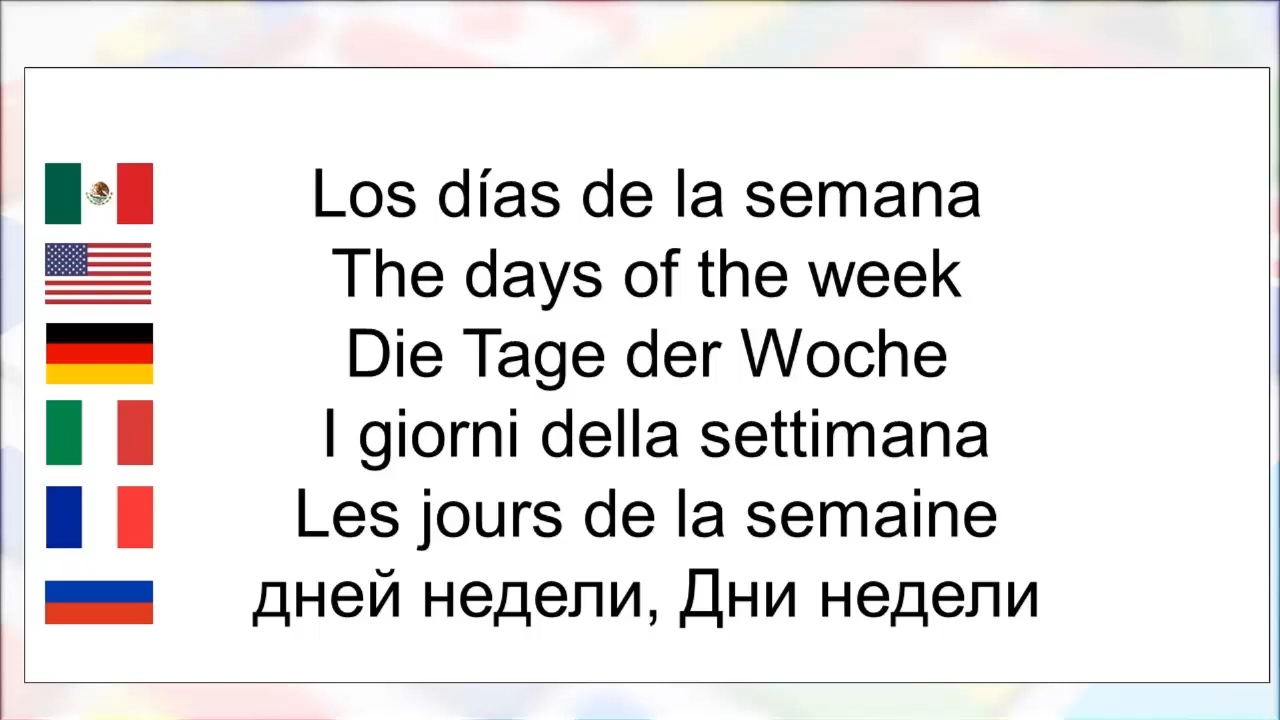 Los días de la semana
The days of the week
Die Tage der Woche
I giorni della settimana
Les jours de la semaine
дней недели, Дни недели